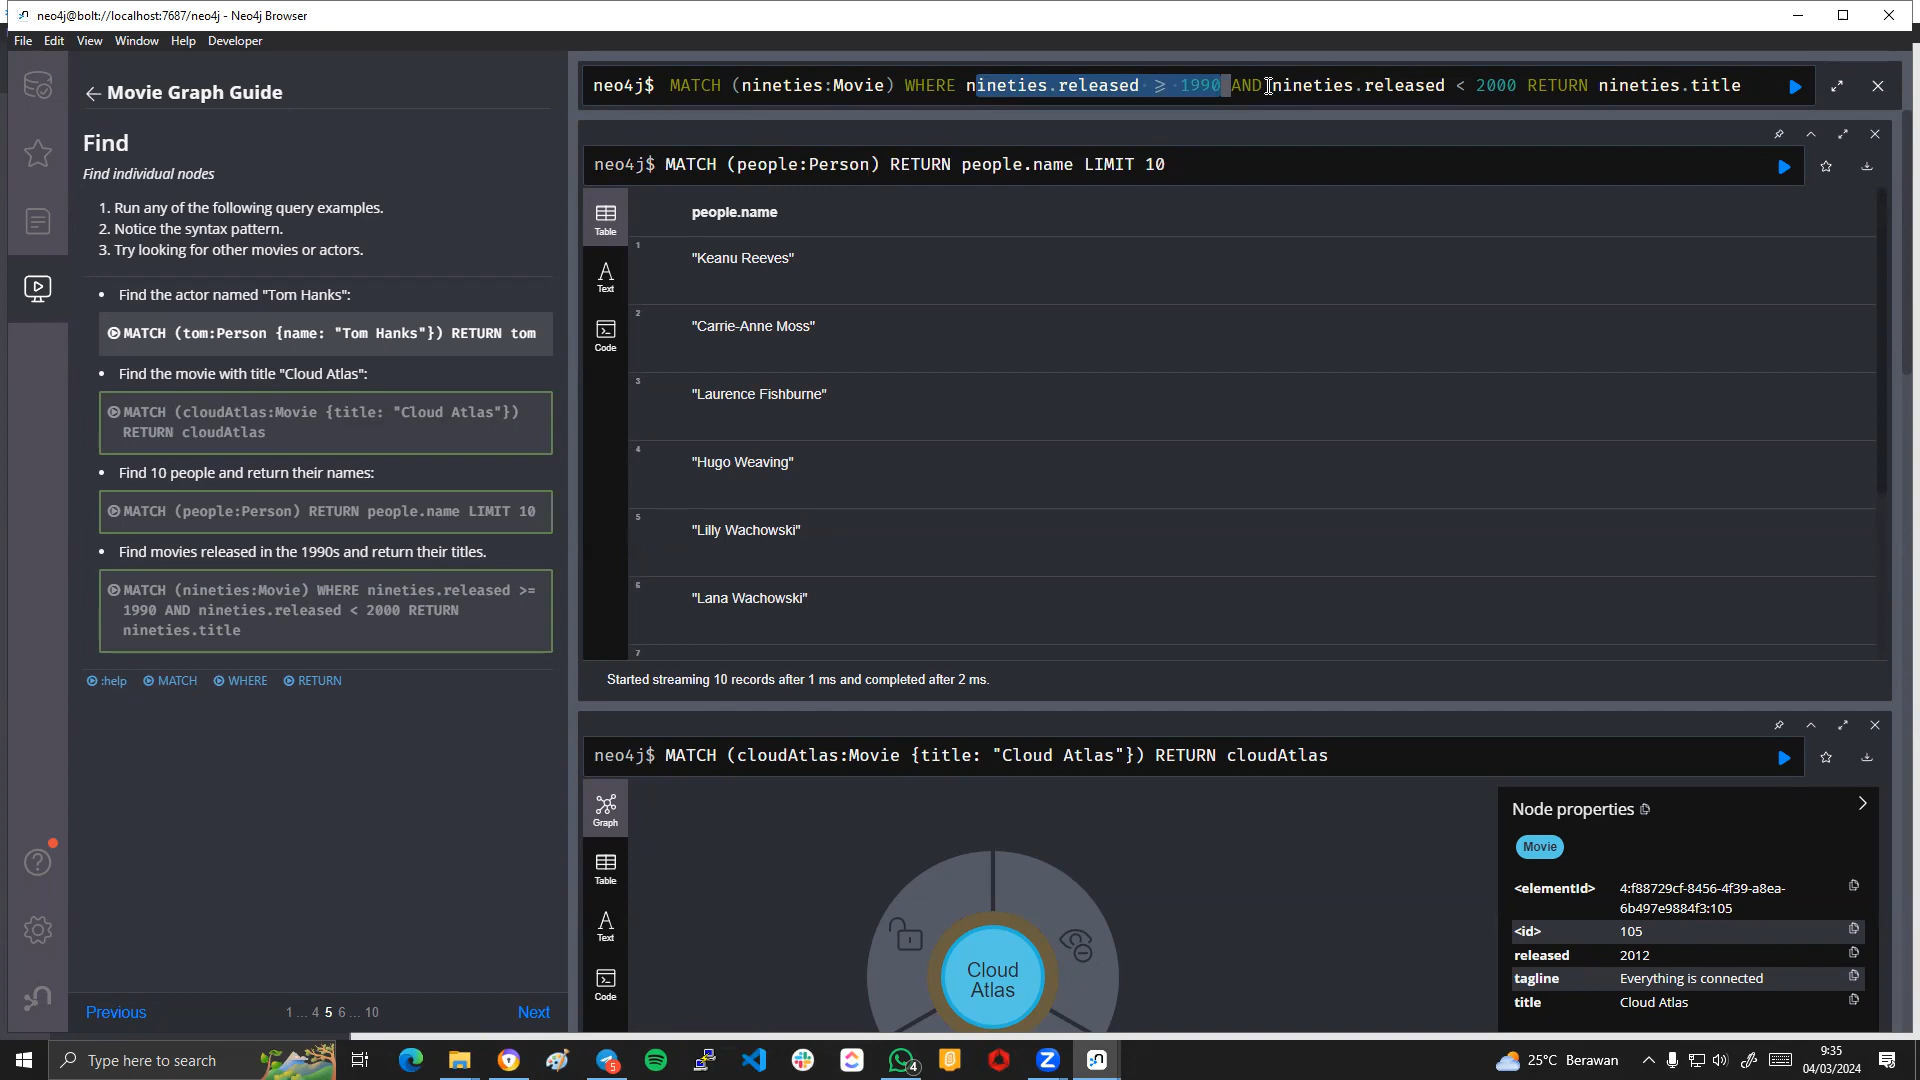 neo4j@bolt://localhost:7687/neo4j - Neo4j Browser
File Edit View Window Help Developer
Movie Graph Guide
Find
Find individual nodes
1. Run any of the following query examples.
2. Notice the syntax pattern.
3. Try looking for other movies or actors.
• Find the actor named "Tom Hanks":
MATCH (tom:Person {name: "Tom Hanks"}) RETURN tom
• Find the movie with title "Cloud Atlas":
MATCH (cloudAtlas:Movie {title: "Cloud Atlas"})
RETURN cloudAtlas
• Find 10 people and return their names:
MATCH (people:Person) RETURN people.name LIMIT 10
• Find movies released in the 1990s and return their titles.
MATCH (nineties:Movie) WHERE nineties.released >=
1990 AND nineties.released < 2000 RETURN
nineties.title
:help MATCH WHERE RETURN
Previous 1 ... 4 5 6 ... 10 Next
neo4j$ MATCH (nineties:Movie) WHERE nineties.released >= 1990 AND nineties.released < 2000 RETURN nineties.title
neo4j$ MATCH (people:Person) RETURN people.name LIMIT 10
Table
Text
Code
people.name
1 "Keanu Reeves"
2 "Carrie-Anne Moss"
3 "Laurence Fishburne"
4 "Hugo Weaving"
5 "Lilly Wachowski"
6 "Lana Wachowski"
7
Started streaming 10 records after 1 ms and completed after 2 ms.
neo4j$ MATCH (cloudAtlas:Movie {title: "Cloud Atlas"}) RETURN cloudAtlas
Graph
Table
Text
Code
Cloud
Atlas
Node properties
Movie
<elementId> 4:f88729cf-8456-4f39-a8ea-
6b497e9884f3:105
<id> 105
released 2012
tagline Everything is connected
title Cloud Atlas
Type here to search
5
4
25°C Berawan
9:35
04/03/2024